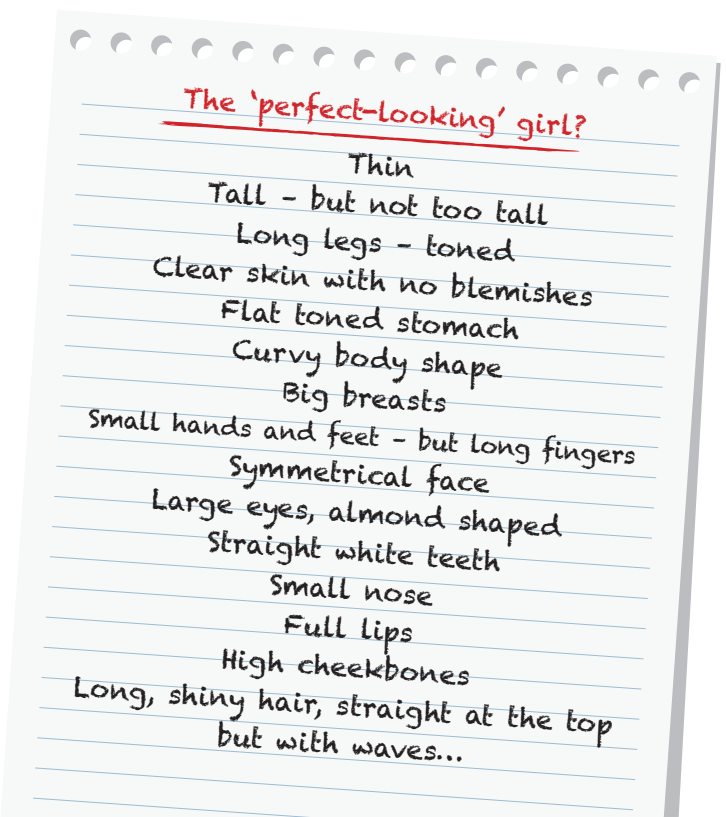 The ‘perfect-looking’ girl?
Thin
Tall – but not too tall
Long legs – toned
Clear skin with no blemishes
Flat toned stomach
Curvy body shape
Big breasts
Small hands and feet – but long fingers
Symmetrical face
Large eyes, almond shaped
Straight white teeth
Small nose
Full lips
High cheekbones
Long, shiny hair, straight at the top
but with waves...